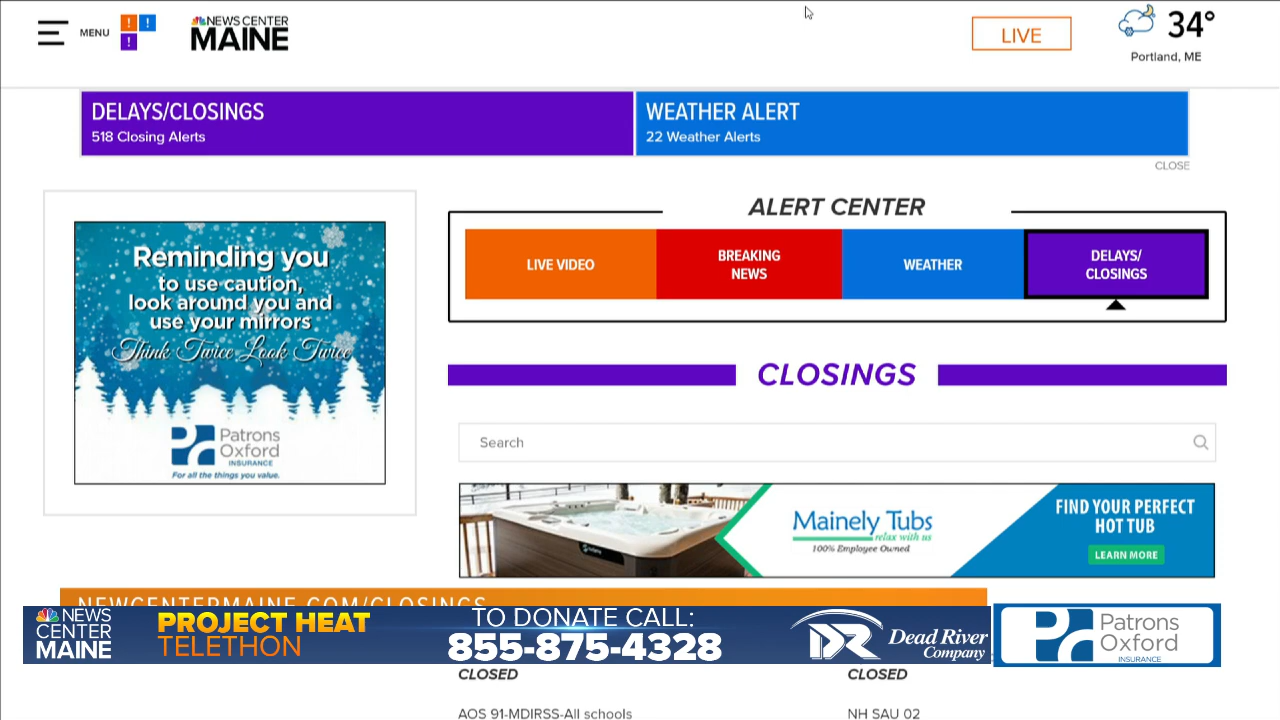 MENU
! !
!
NEWS CENTER
MAINE
LIVE
34°
Portland, ME
DELAYS/CLOSINGS
518 Closing Alerts
WEATHER ALERT
22 Weather Alerts
CLOSE
Reminding you
to use caution,
look around you and
use your mirrors
Think Twice Look Twice
Patrons
Oxford
INSURANCE
For all the things you value.
ALERT CENTER
LIVE VIDEO
BREAKING
NEWS
WEATHER
DELAYS/
CLOSINGS
CLOSINGS
Search
Mainely Tubs
relax with us
100% Employee Owned
FIND YOUR PERFECT
HOT TUB
LEARN MORE
NEWCENTERMAINE.COM/CLOSINGS
NEWS
CENTER
MAINE
PROJECT HEAT
TELETHON
TO DONATE CALL:
855-875-4328
DR Dead River
Company
Patrons
Oxford
INSURANCE
CLOSED
CLOSED
AOS 91-MDIRSS-All schools
NH SAU 02